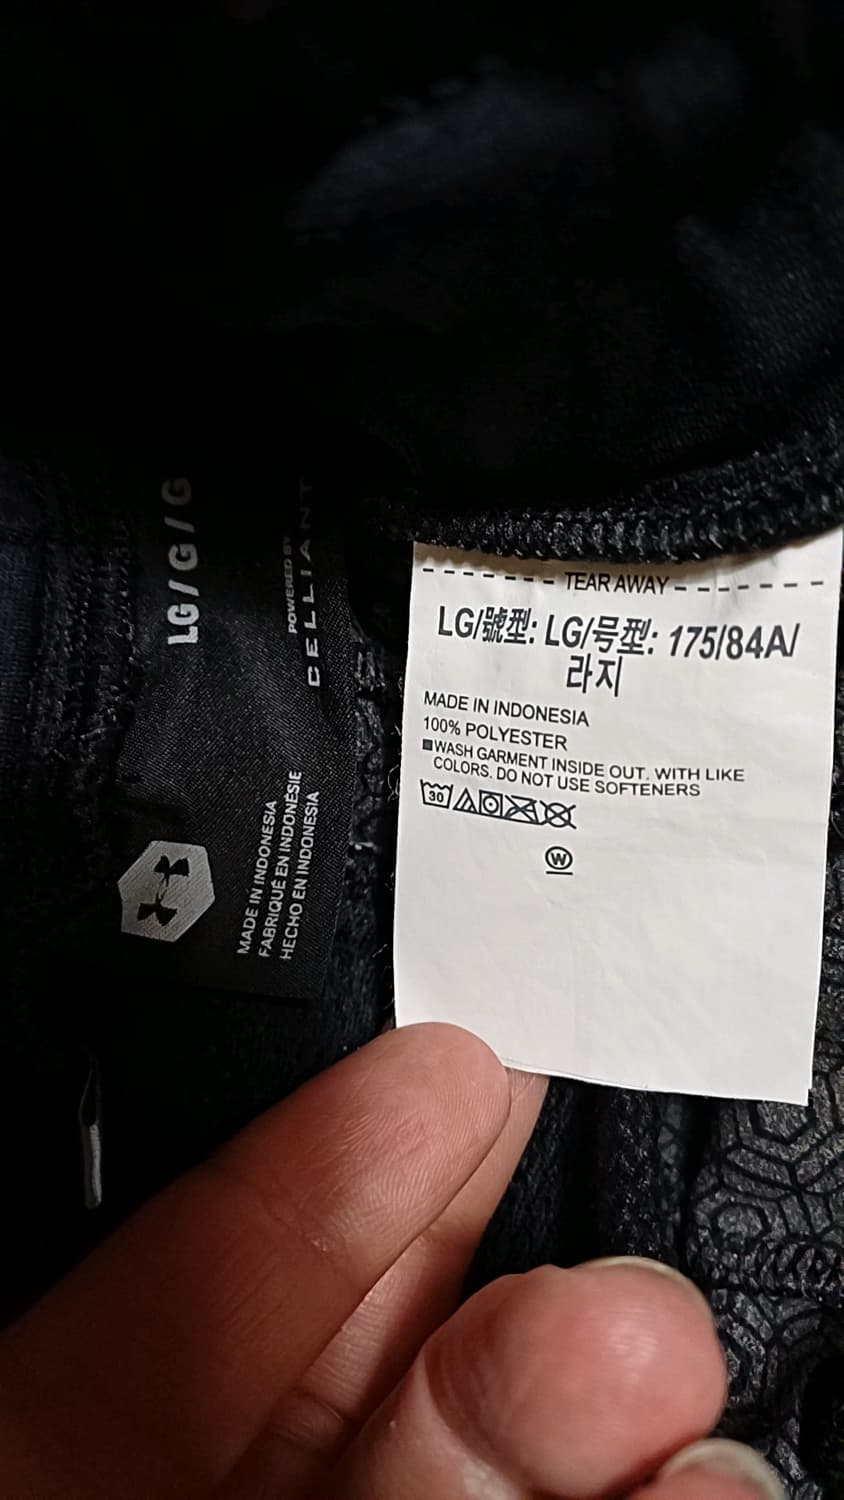 LG / G / G
POWERED BY
CELLIANT
MADE IN INDONESIA
FABRIQUÉ EN INDONÉSIE
HECHO EN INDONESIA
TEAR AWAY
LG/號型: LG/号型: 175/84A/
라지
MADE IN INDONESIA
100% POLYESTER
WASH GARMENT INSIDE OUT. WITH LIKE
COLORS. DO NOT USE SOFTENERS
30
W